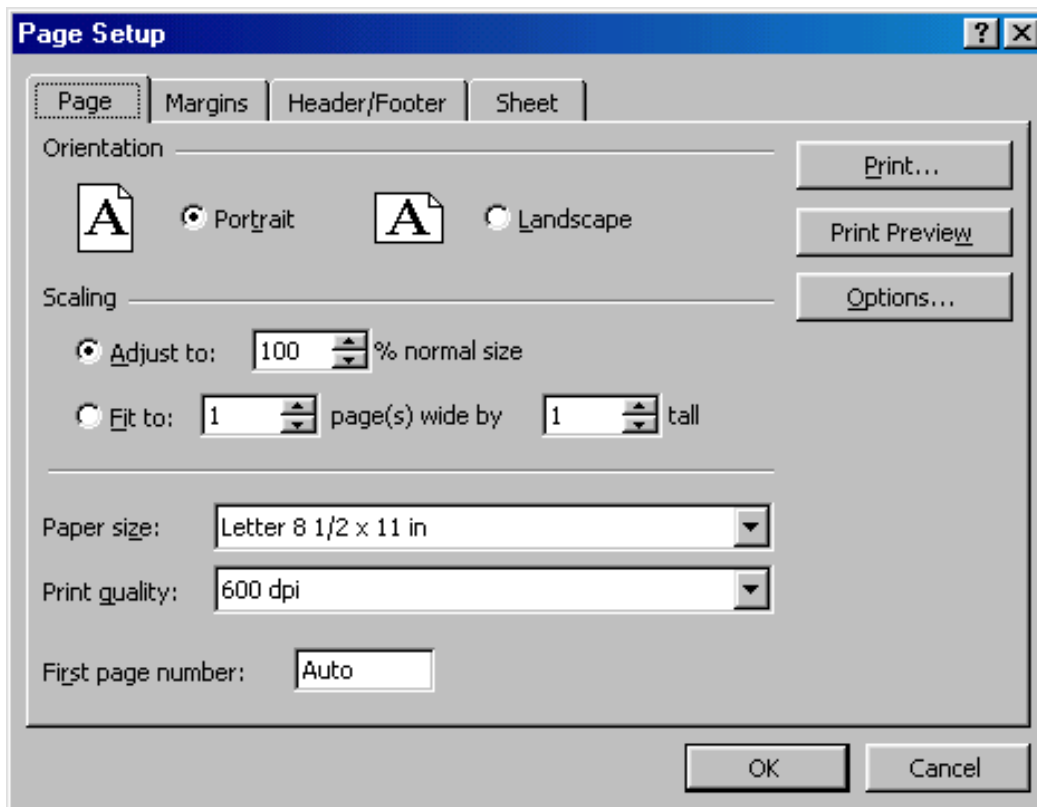 Page Setup
Page Margins Header/Footer Sheet
Orientation
A Portrait A Landscape
Print...
Print Preview
Options...
Scaling
Adjust to: 100 % normal size
Fit to: 1 page(s) wide by 1 tall
Paper size: Letter 8 1/2 x 11 in
Print quality: 600 dpi
First page number: Auto
OK Cancel